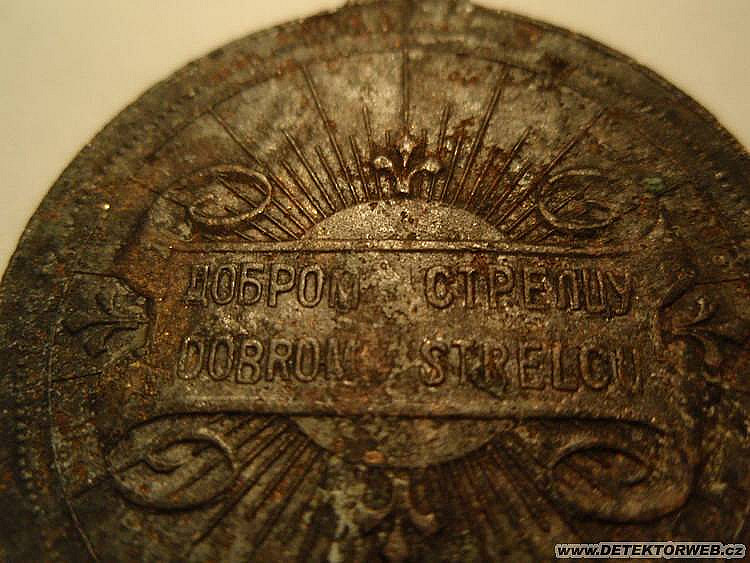 ДОБРОМ СТРЕЛЦУ
DOBROM STRELCU
WWW.DETEKTORWEB.CZ